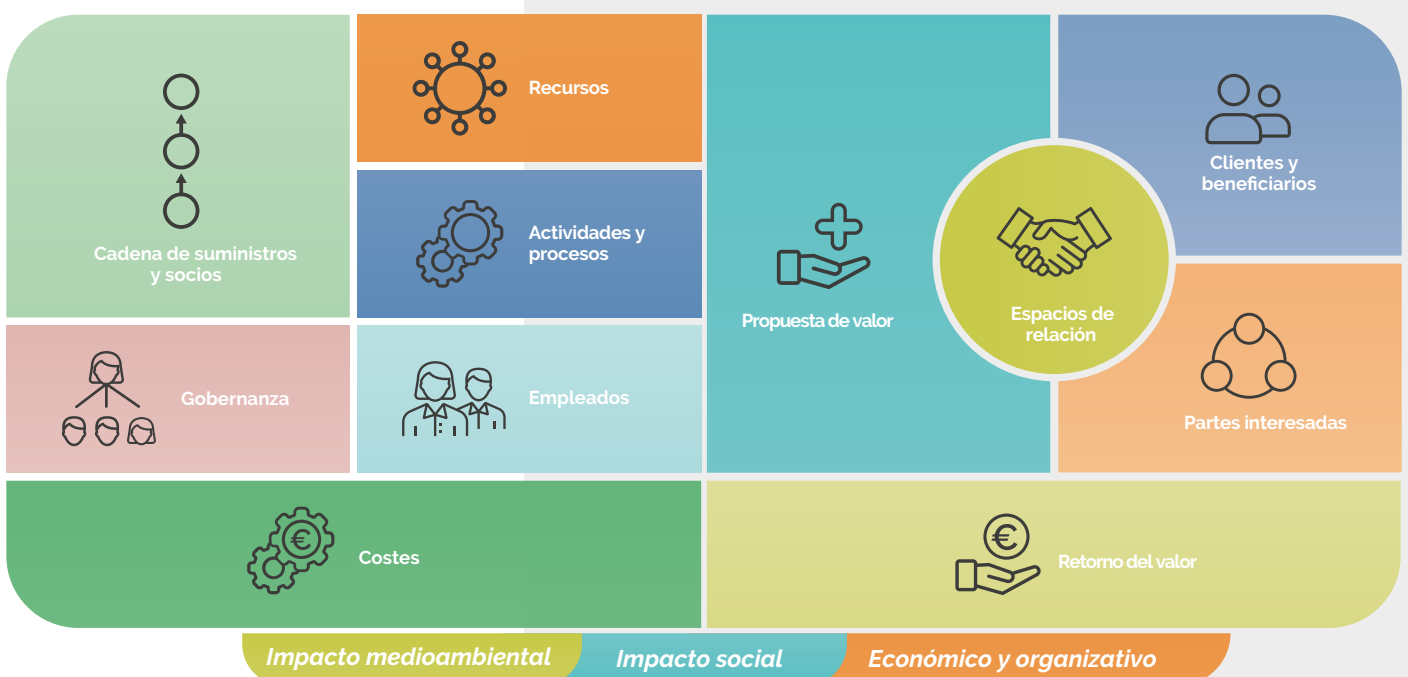 Cadena de suministros
y socios
Recursos
Actividades y
procesos
Gobernanza
Empleados
Propuesta de valor
Espacios de
relación
Clientes y
beneficiarios
Partes interesadas
€
Costes
€
Retorno del valor
Impacto medioambiental
Impacto social
Económico y organizativo